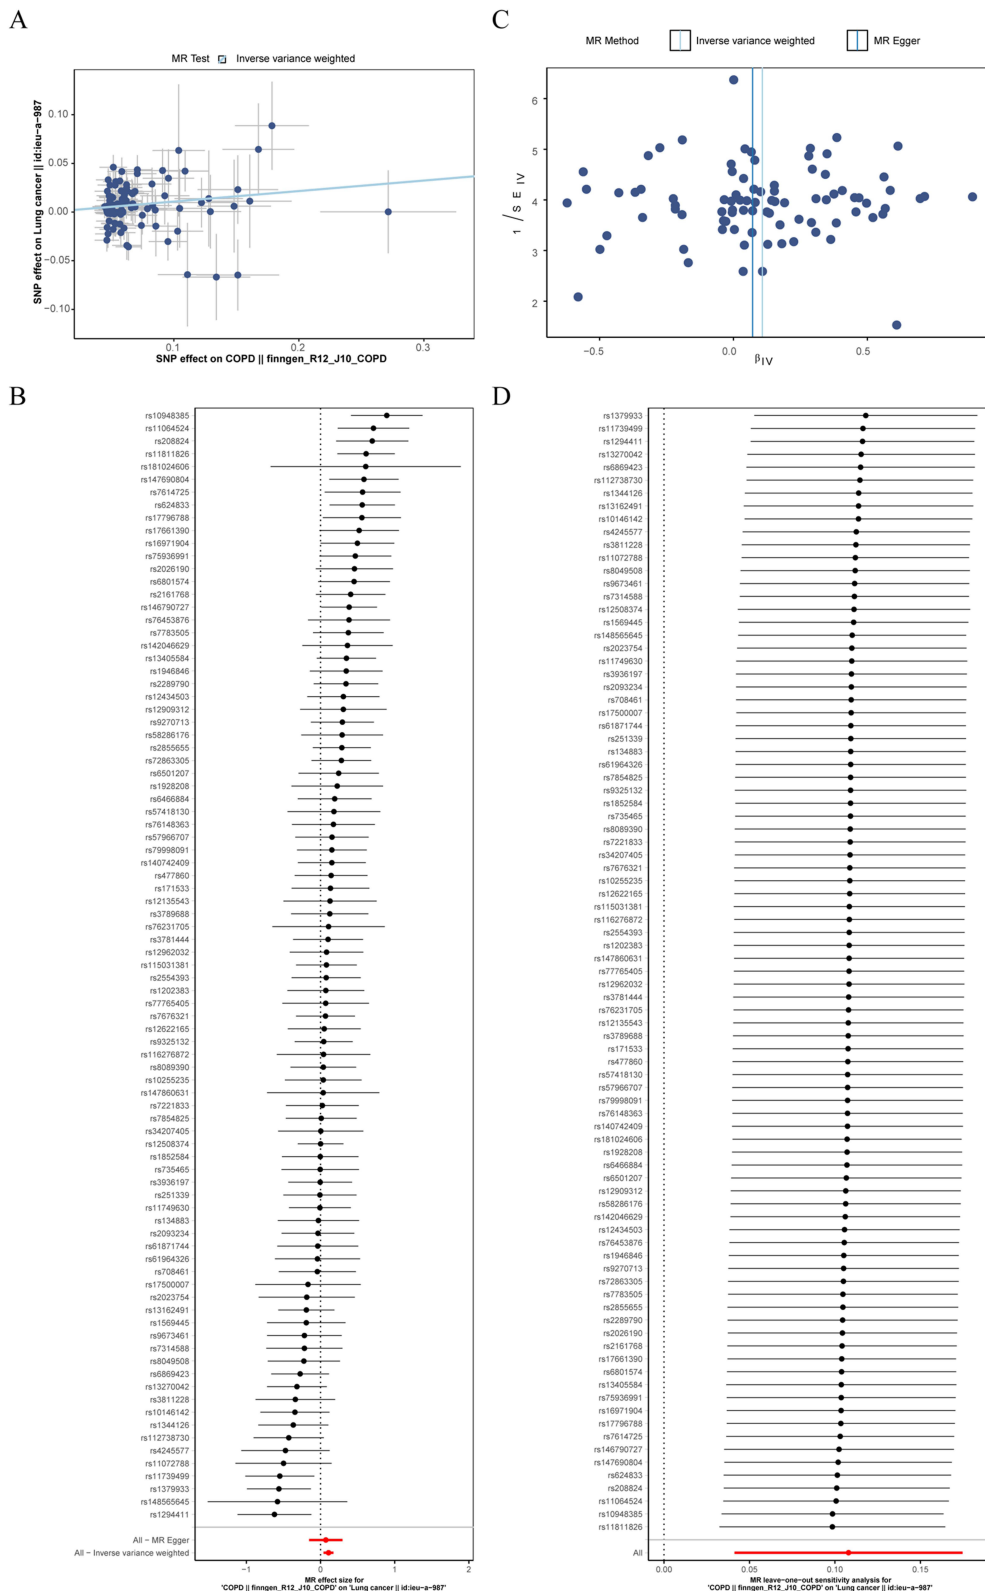 A
MR Test Inverse variance weighted
SNP effect on Lung cancer || id:ieu-a-987
0.10
0.05
0.00
−0.05
−0.10
0.1
0.2
0.3
SNP effect on COPD || finngen_R12_J10_COPD
C
MR Method Inverse variance weighted MR Egger
1 / S E IV
6
5
4
3
2
−0.5
0.0
0.5
βIV
B
rs10948385
rs11064524
rs208824
rs11811826
rs181024606
rs147690804
rs7614725
rs624833
rs17796788
rs17661390
rs16971904
rs75936991
rs2026190
rs6801574
rs2161768
rs146790727
rs76453876
rs7783505
rs142046629
rs13405584
rs1946846
rs2289790
rs12434503
rs12909312
rs9270713
rs58286176
rs2855655
rs72863305
rs6501207
rs1928208
rs6466884
rs57418130
rs76148363
rs57966707
rs79998091
rs140742409
rs477860
rs171533
rs12135543
rs3789688
rs76231705
rs3781444
rs12962032
rs115031381
rs2554393
rs1202383
rs77765405
rs7676321
rs12622165
rs9325132
rs116276872
rs8089390
rs10255235
rs147860631
rs7221833
rs7854825
rs34207405
rs12508374
rs1852584
rs735465
rs3936197
rs251339
rs11749630
rs134883
rs2093234
rs61871744
rs61964326
rs708461
rs17500007
rs2023754
rs13162491
rs1569445
rs9673461
rs7314588
rs8049508
rs6869423
rs13270042
rs3811228
rs10146142
rs1344126
rs112738730
rs4245577
rs11072788
rs11739499
rs1379933
rs148565645
rs1294411
All − MR Egger
All − Inverse variance weighted
−1
0
1
2
MR effect size for
'COPD || finngen_R12_J10_COPD' on 'Lung cancer || id:ieu−a−987'
D
rs1379933
rs11739499
rs1294411
rs13270042
rs6869423
rs112738730
rs1344126
rs13162491
rs10146142
rs4245577
rs3811228
rs11072788
rs8049508
rs9673461
rs7314588
rs12508374
rs1569445
rs148565645
rs2023754
rs11749630
rs3936197
rs2093234
rs708461
rs17500007
rs61871744
rs251339
rs134883
rs61964326
rs7854825
rs9325132
rs1852584
rs735465
rs8089390
rs7221833
rs34207405
rs7676321
rs10255235
rs12622165
rs115031381
rs116276872
rs2554393
rs1202383
rs147860631
rs77765405
rs12962032
rs3781444
rs76231705
rs12135543
rs3789688
rs171533
rs477860
rs57418130
rs57966707
rs79998091
rs76148363
rs140742409
rs181024606
rs1928208
rs6466884
rs6501207
rs12909312
rs58286176
rs142046629
rs12434503
rs76453876
rs1946846
rs9270713
rs72863305
rs7783505
rs2855655
rs2289790
rs2026190
rs2161768
rs17661390
rs6801574
rs13405584
rs75936991
rs16971904
rs17796788
rs7614725
rs146790727
rs147690804
rs624833
rs208824
rs11064524
rs10948385
rs11811826
All
0.00
0.05
0.10
0.15
MR leave−one−out sensitivity analysis for
'COPD || finngen_R12_J10_COPD' on 'Lung cancer || id:ieu−a−987'